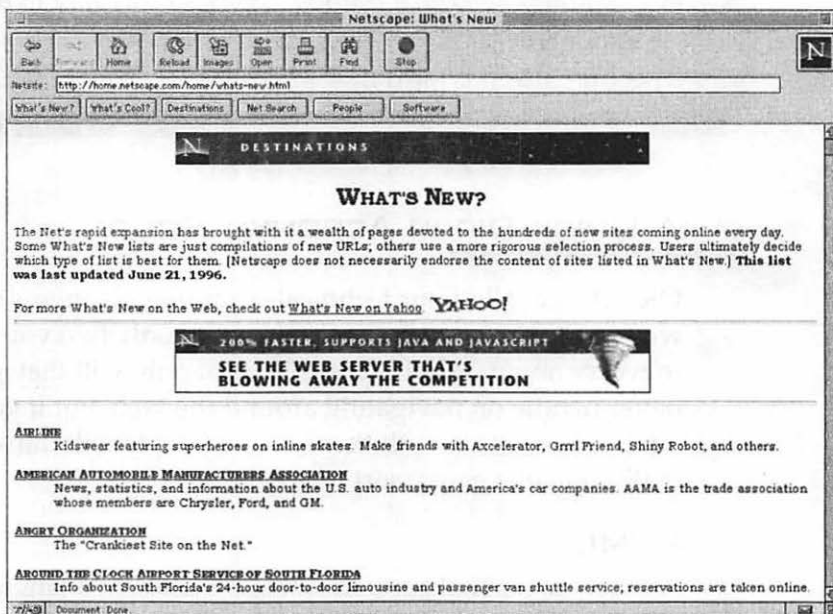 Netscape: What's New
N
Back Forward Home Reload Images Open Print Find Stop
Netsite: http://home.netscape.com/home/whats-new.html
What's New? What's Cool? Destinations Net Search People Software
N DESTINATIONS
WHAT'S NEW?
The Net's rapid expansion has brought with it a wealth of pages devoted to the hundreds of new sites coming online every day.
Some What's New lists are just compilations of new URLs; others use a more rigorous selection process. Users ultimately decide
which type of list is best for them. [Netscape does not necessarily endorse the content of sites listed in What's New.] This list
was last updated June 21, 1996.
For more What's New on the Web, check out What's New on Yahoo. YAHOO!
N 200% FASTER, SUPPORTS JAVA AND JAVASCRIPT
SEE THE WEB SERVER THAT'S
BLOWING AWAY THE COMPETITION
AIRLINE
Kidswear featuring superheroes on inline skates. Make friends with Axcelerator, Grrrl Friend, Shiny Robot, and others.
AMERICAN AUTOMOBILE MANUFACTURERS ASSOCIATION
News, statistics, and information about the U.S. auto industry and America's car companies. AAMA is the trade association
whose members are Chrysler, Ford, and GM.
ANGRY ORGANIZATION
The "Crankiest Site on the Net."
AROUND THE CLOCK AIRPORT SERVICE OF SOUTH FLORIDA
Info about South Florida's 24-hour door-to-door limousine and passenger van shuttle service; reservations are taken online.
Document: Done.